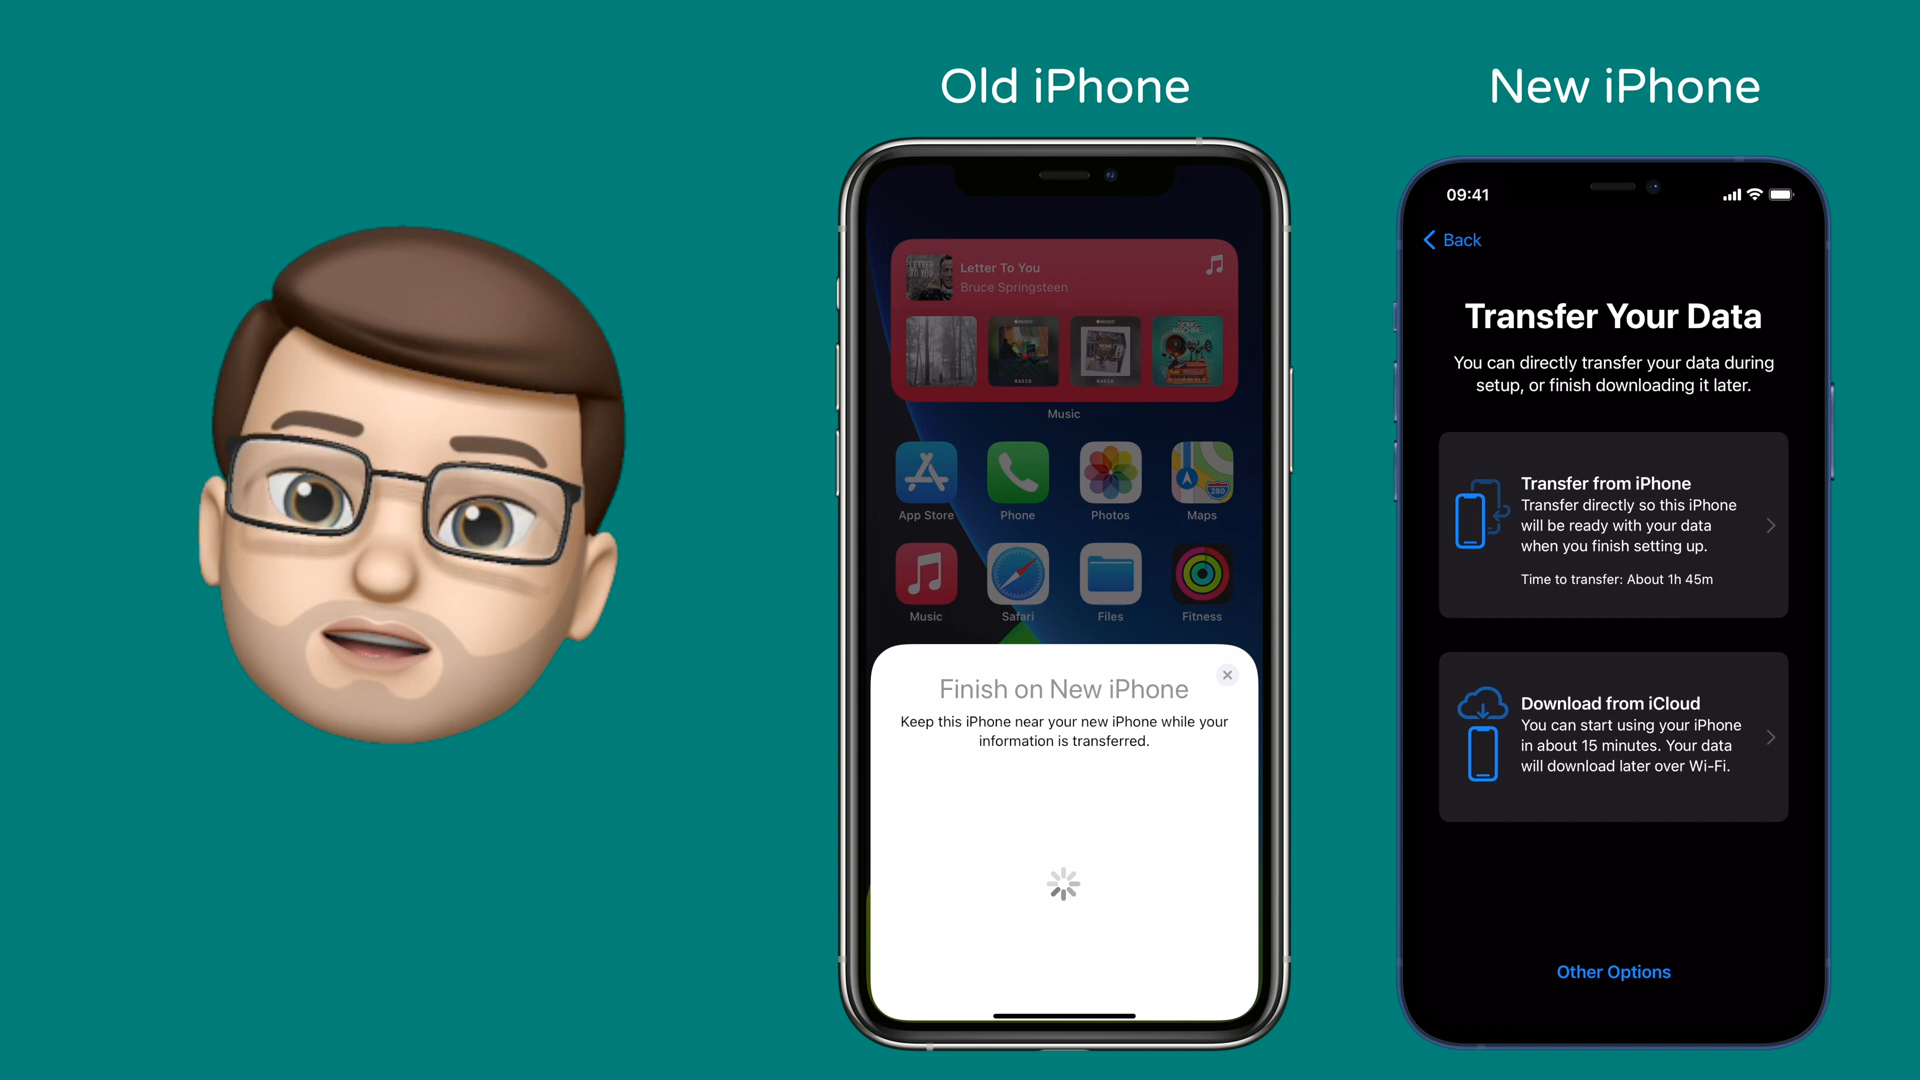 Old iPhone
New iPhone
Letter To You
Bruce Springsteen
Music
App Store
Phone
Photos
280
Maps
Music
Safari
Files
Fitness
Finish on New iPhone
Keep this iPhone near your new iPhone while your
information is transferred.
09:41
Back
Transfer Your Data
You can directly transfer your data during
setup, or finish downloading it later.
Transfer from iPhone
Transfer directly so this iPhone
will be ready with your data
when you finish setting up.
Time to transfer: About 1h 45m
Download from iCloud
You can start using your iPhone
in about 15 minutes. Your data
will download later over Wi-Fi.
Other Options